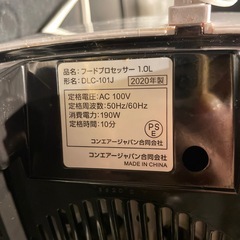 品名：フードプロセッサー 1.0L
形名：DLC-101J 2020年製
定格電圧：AC 100V
定格周波数：50Hz/60Hz
消費電力：190W
定格時間：10分
PSE
コンエアージャパン合同会社
コンエアージャパン合同会社
MADE IN CHINA